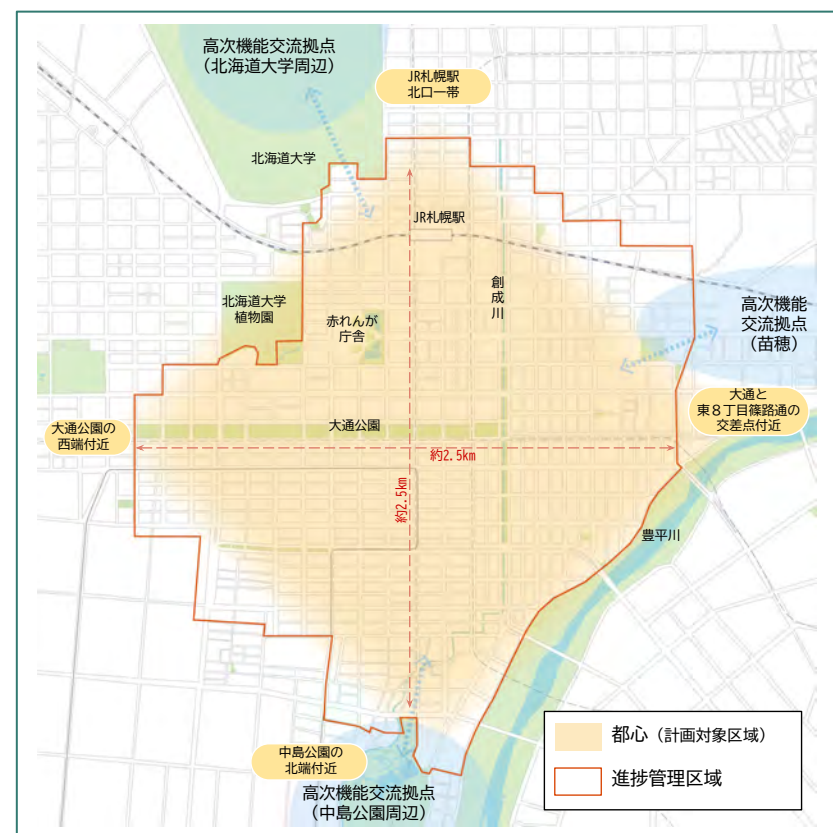 高次機能交流拠点
（北海道大学周辺）
JR札幌駅
北口一帯
北海道大学
JR札幌駅
創成川
北海道大学
植物園
赤れんが
庁舎
高次機能
交流拠点
（苗穂）
大通公園の
西端付近
大通公園
大通と
東８丁目篠路通の
交差点付近
約2.5km
約2.5km
豊平川
中島公園の
北端付近
高次機能交流拠点
（中島公園周辺）
都心（計画対象区域）
進捗管理区域